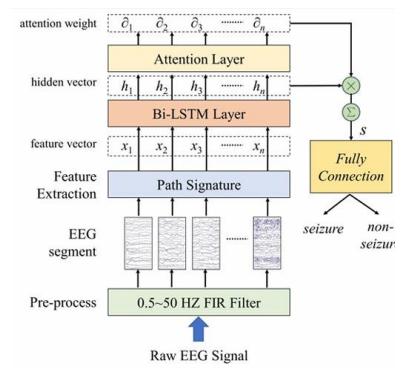 attention weight ∂1 ∂2 ∂3 ········ ∂n
Attention Layer
hidden vector h1 h2 h3 ········ hn
×
Bi-LSTM Layer
Σ
feature vector x1 x2 x3 ········ xn
s
Feature Extraction
Path Signature
Fully Connection
EEG segment
········
seizure
non-seizur
Pre-process
0.5~50 HZ FIR Filter
Raw EEG Signal